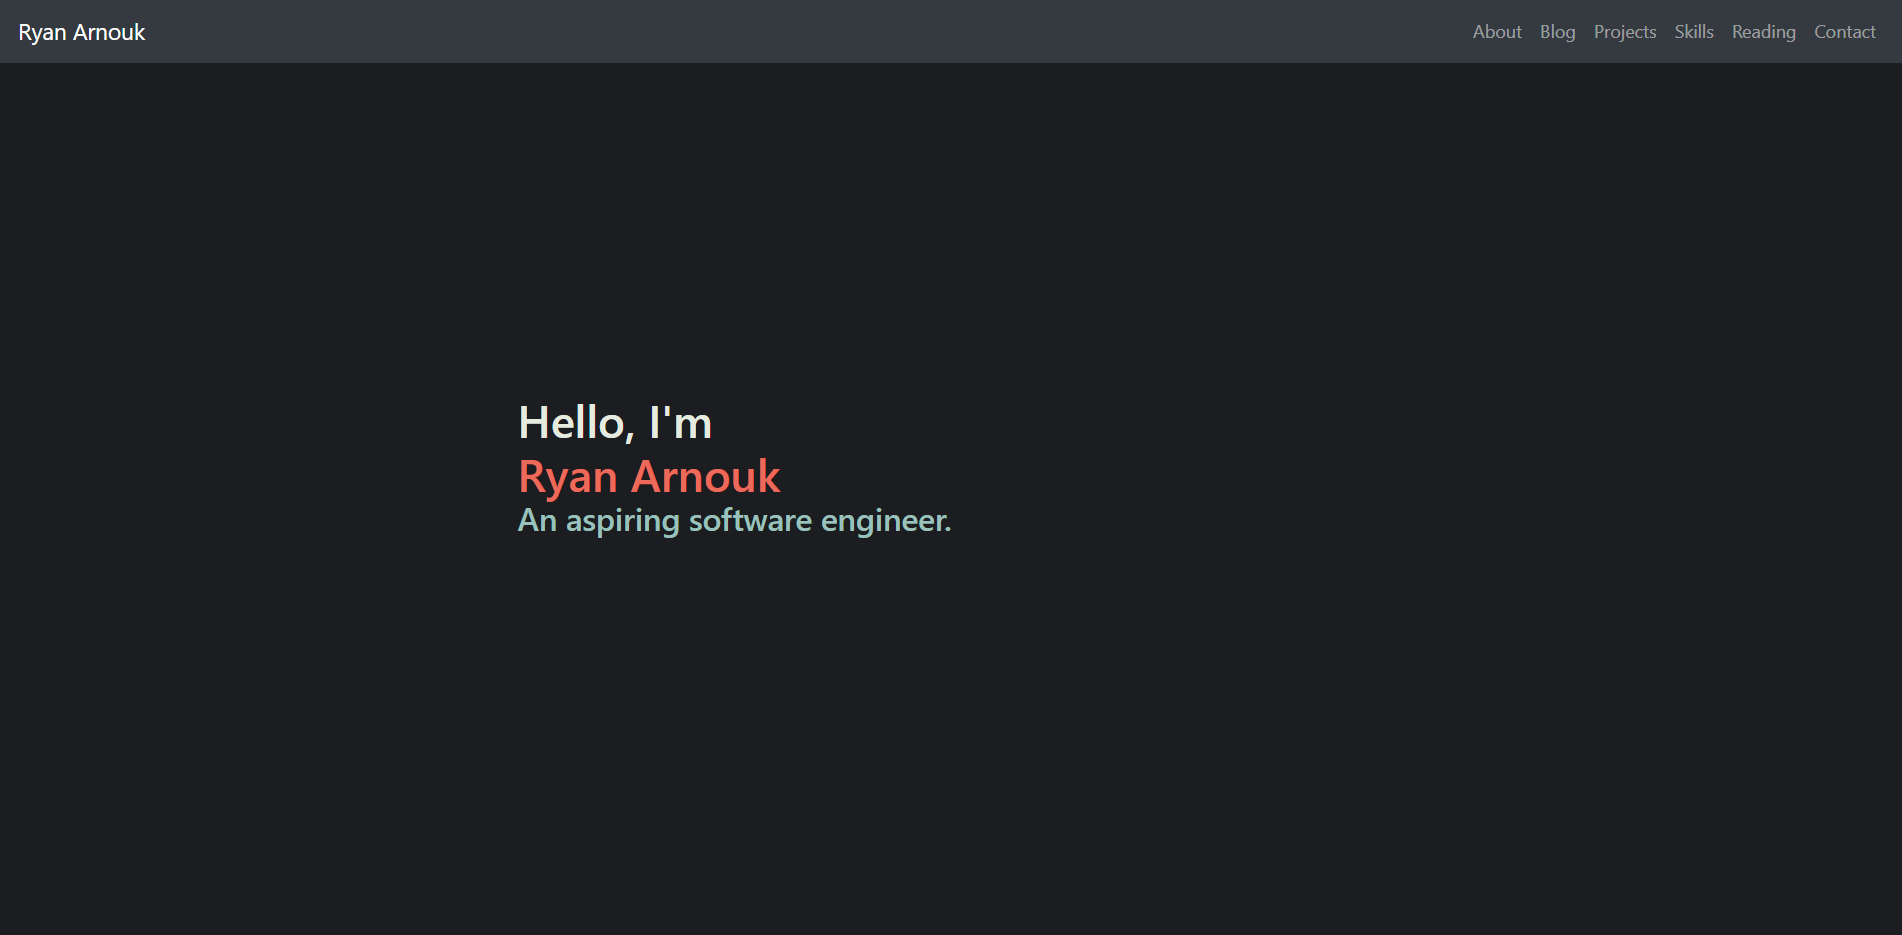 Ryan Arnouk
About Blog Projects Skills Reading Contact
Hello, I'm
Ryan Arnouk
An aspiring software engineer.